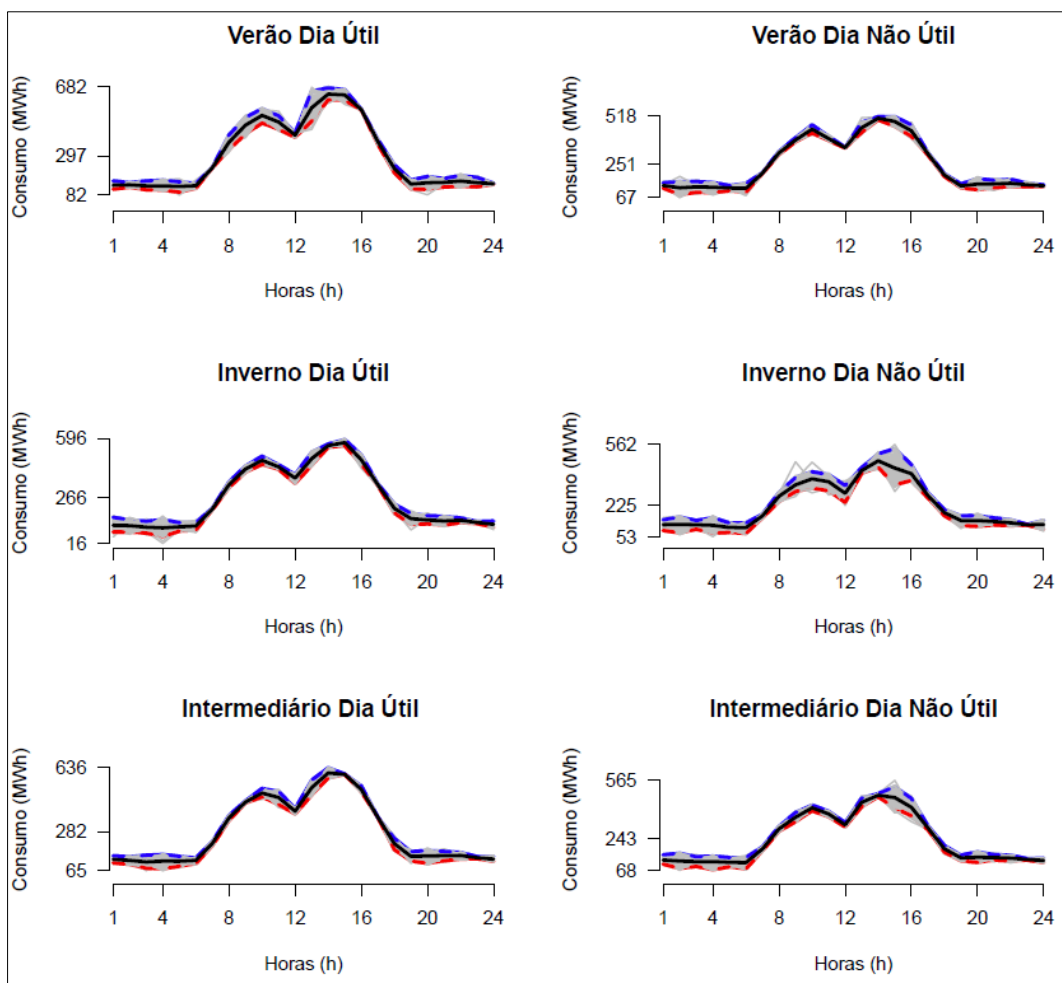 Verão Dia Útil
Consumo (MWh)
682
297
82
1 4 8 12 16 20 24
Horas (h)
Verão Dia Não Útil
Consumo (MWh)
518
251
67
1 4 8 12 16 20 24
Horas (h)
Inverno Dia Útil
Consumo (MWh)
596
266
16
1 4 8 12 16 20 24
Horas (h)
Inverno Dia Não Útil
Consumo (MWh)
562
225
53
1 4 8 12 16 20 24
Horas (h)
Intermediário Dia Útil
Consumo (MWh)
636
282
65
1 4 8 12 16 20 24
Horas (h)
Intermediário Dia Não Útil
Consumo (MWh)
565
243
68
1 4 8 12 16 20 24
Horas (h)